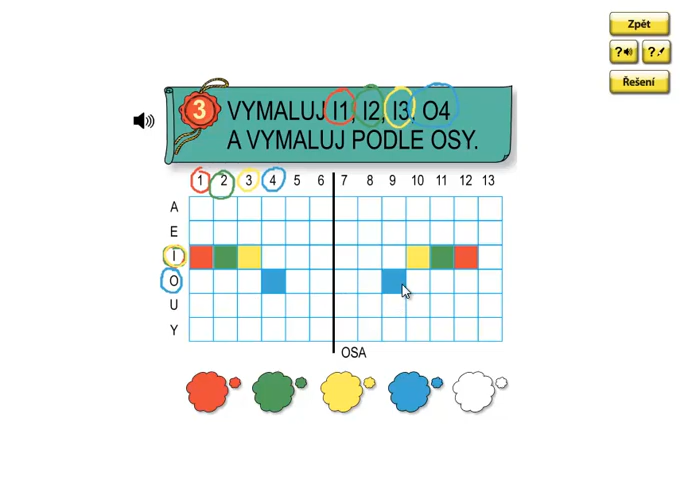 Zpět
?
?
Řešení
3
VYMALUJ I1, I2, I3. O4
A VYMALUJ PODLE OSY.
1 2 3 4 5 6 7 8 9 10 11 12 13
A
E
I
O
U
Y
OSA